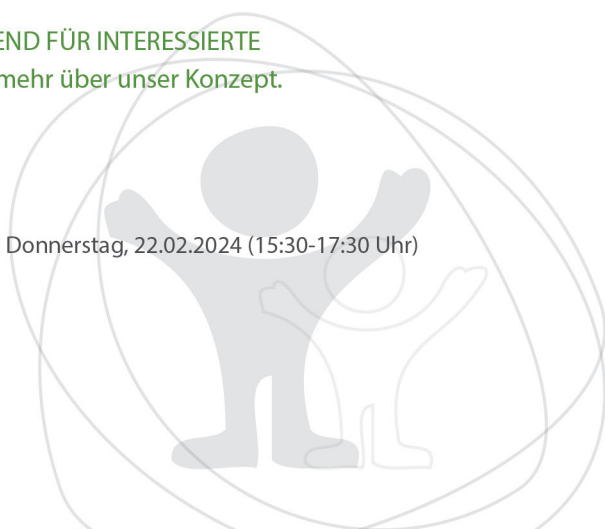 END FÜR INTERESSIERTE
mehr über unser Konzept.
Donnerstag, 22.02.2024 (15:30-17:30 Uhr)